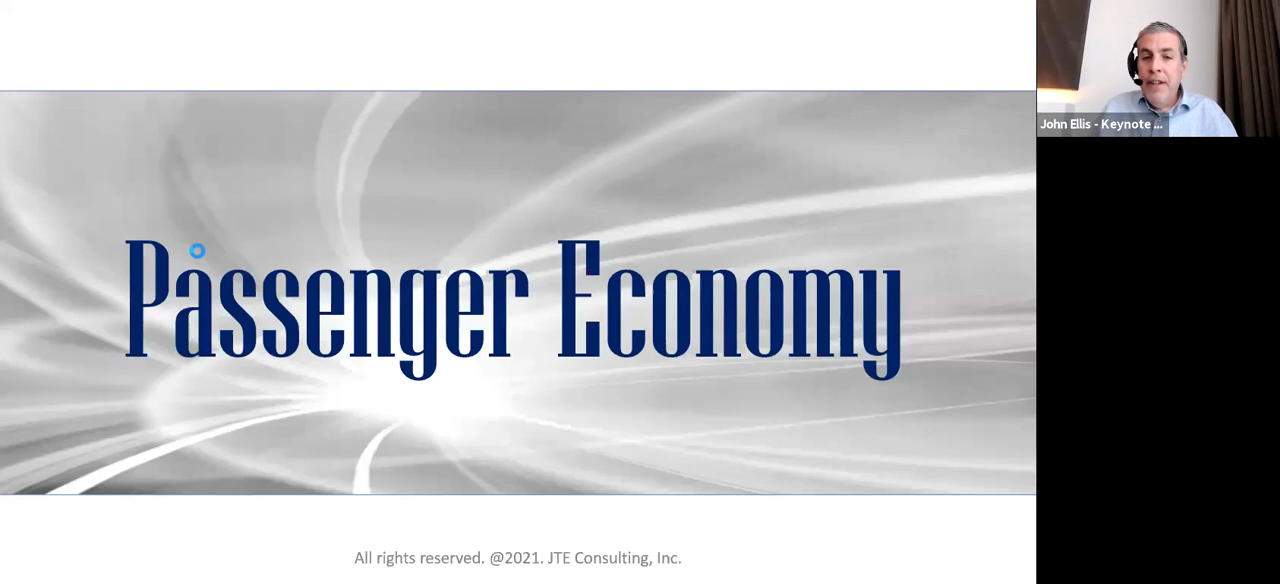 Passenger Economy
All rights reserved. @2021. JTE Consulting, Inc.
John Ellis - Keynote ...